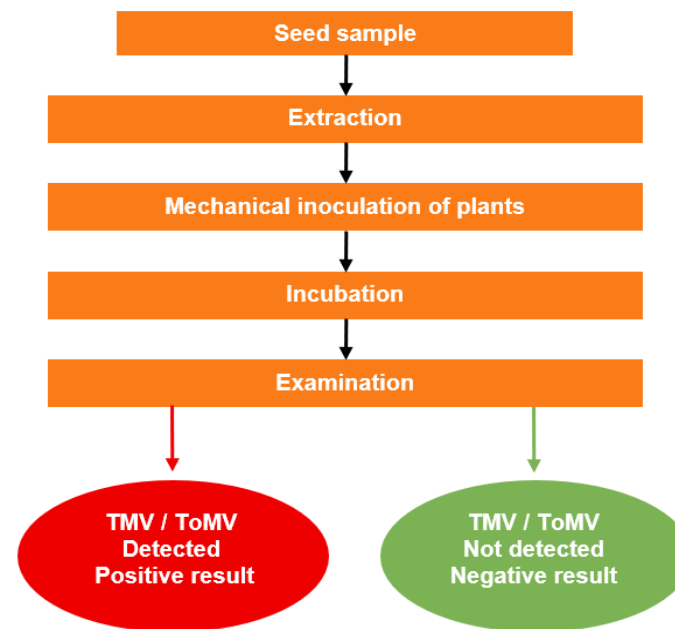 Seed sample
Extraction
Mechanical inoculation of plants
Incubation
Examination
TMV / ToMV
Detected
Positive result
TMV / ToMV
Not detected
Negative result